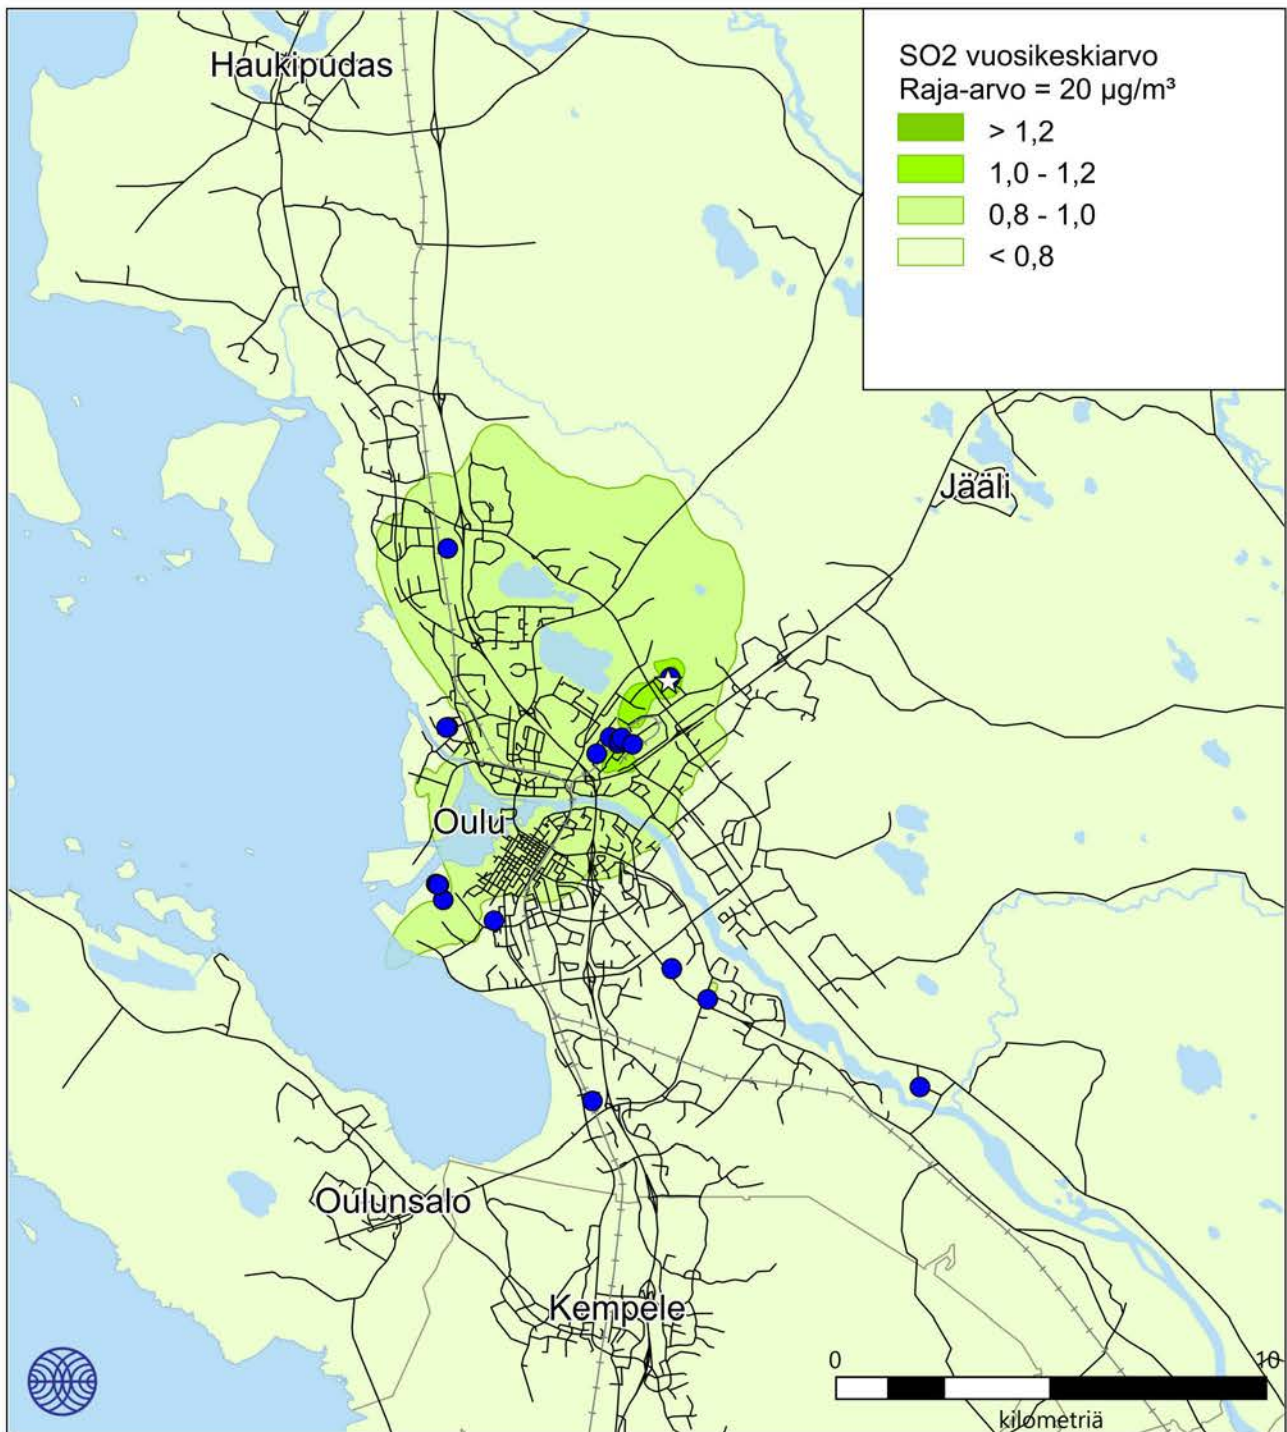 Haukipudas
SO2 vuosikeskiarvo
Raja-arvo = 20 µg/m³
> 1,2
1,0 - 1,2
0,8 - 1,0
< 0,8
Jääli
Oulu
Oulunsalo
Kempele
0 10
kilometriä